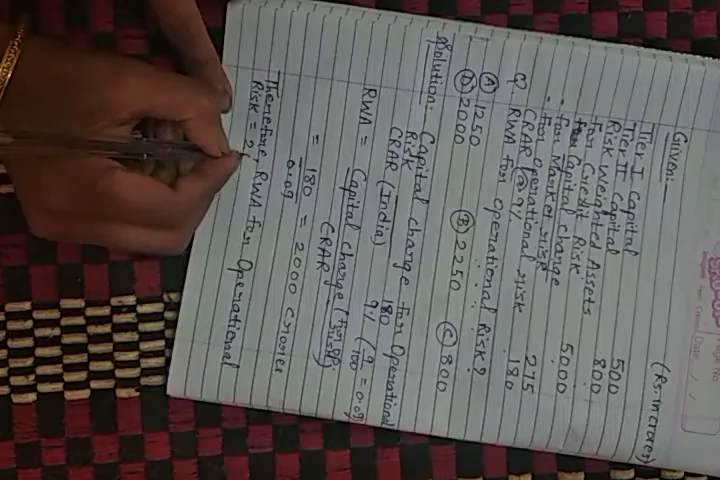 Given:- (Rs. in crores)
Tier I Capital 500
Tier II Capital 800
Risk Weighted Assets
for Credit Risk 5000
" for Capital charge
" for Market risk 275
for operational risk 180
CRAR @ 9%
Q RWA for operational Risk?
(A) 1250 (B) 2250 (C) 800
(D) 2000
Solution:- Capital charge for Operational
Risk 180
CRAR (India) 9% (9/100 = 0.09
RWA = Capital charge (for op. risk) / CRAR
= 180 / 0.09 = 2000 crores
Therefore, RWA for Operational
Risk = 2